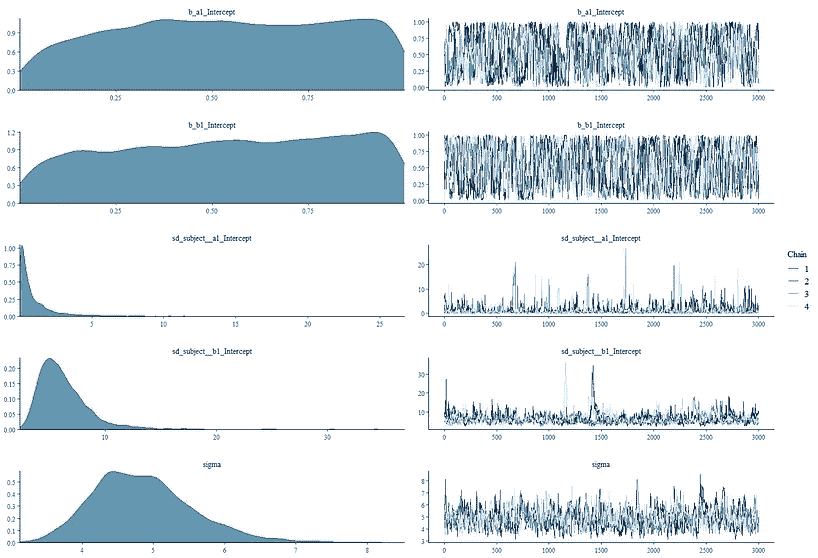 b_a1_Intercept
0.9
0.6
0.3
0.0
0.25 0.50 0.75
b_a1_Intercept
1.00
0.75
0.50
0.25
0.00
0 500 1000 1500 2000 2500 3000
b_b1_Intercept
1.2
0.9
0.6
0.3
0.0
0.25 0.50 0.75
b_b1_Intercept
1.00
0.75
0.50
0.25
0.00
0 500 1000 1500 2000 2500 3000
sd_subject__a1_Intercept
1.00
0.75
0.50
0.25
0.00
5 10 15 20 25
sd_subject__a1_Intercept
20
10
0
0 500 1000 1500 2000 2500 3000
sd_subject__b1_Intercept
0.20
0.15
0.10
0.05
0.00
10 20 30
sd_subject__b1_Intercept
30
20
10
0 500 1000 1500 2000 2500 3000
sigma
0.5
0.4
0.3
0.2
0.1
0.0
4 5 6 7 8
sigma
8
7
6
5
4
3
0 500 1000 1500 2000 2500 3000
Chain
1
2
3
4